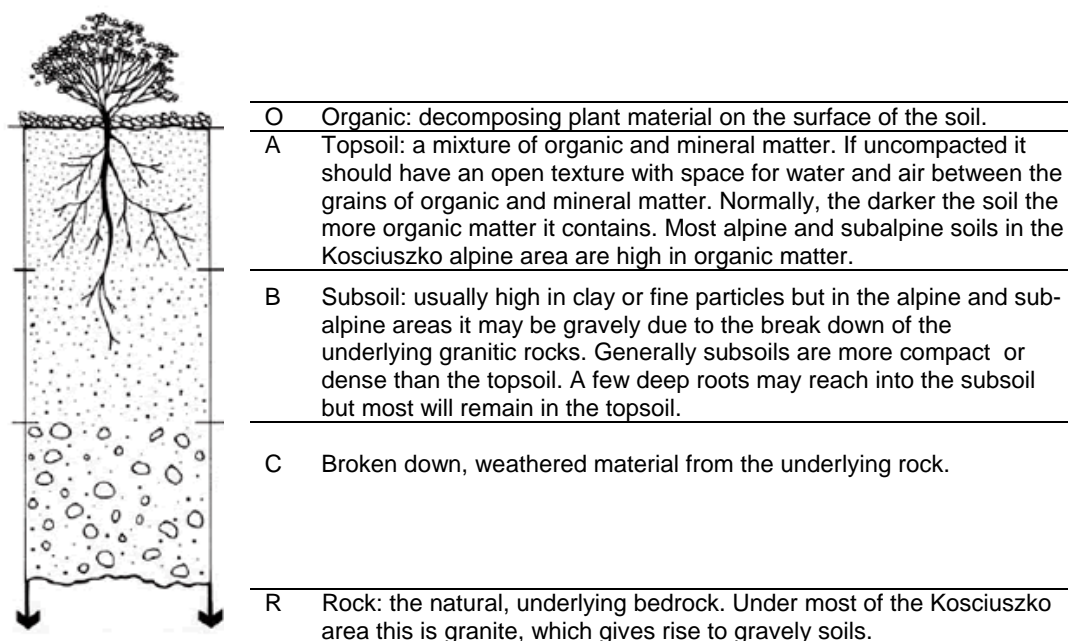 O Organic: decomposing plant material on the surface of the soil.
A Topsoil: a mixture of organic and mineral matter. If uncompacted it
should have an open texture with space for water and air between the
grains of organic and mineral matter. Normally, the darker the soil the
more organic matter it contains. Most alpine and subalpine soils in the
Kosciuszko alpine area are high in organic matter.
B Subsoil: usually high in clay or fine particles but in the alpine and sub-
alpine areas it may be gravely due to the break down of the
underlying granitic rocks. Generally subsoils are more compact or
dense than the topsoil. A few deep roots may reach into the subsoil
but most will remain in the topsoil.
C Broken down, weathered material from the underlying rock.
R Rock: the natural, underlying bedrock. Under most of the Kosciuszko
area this is granite, which gives rise to gravely soils.